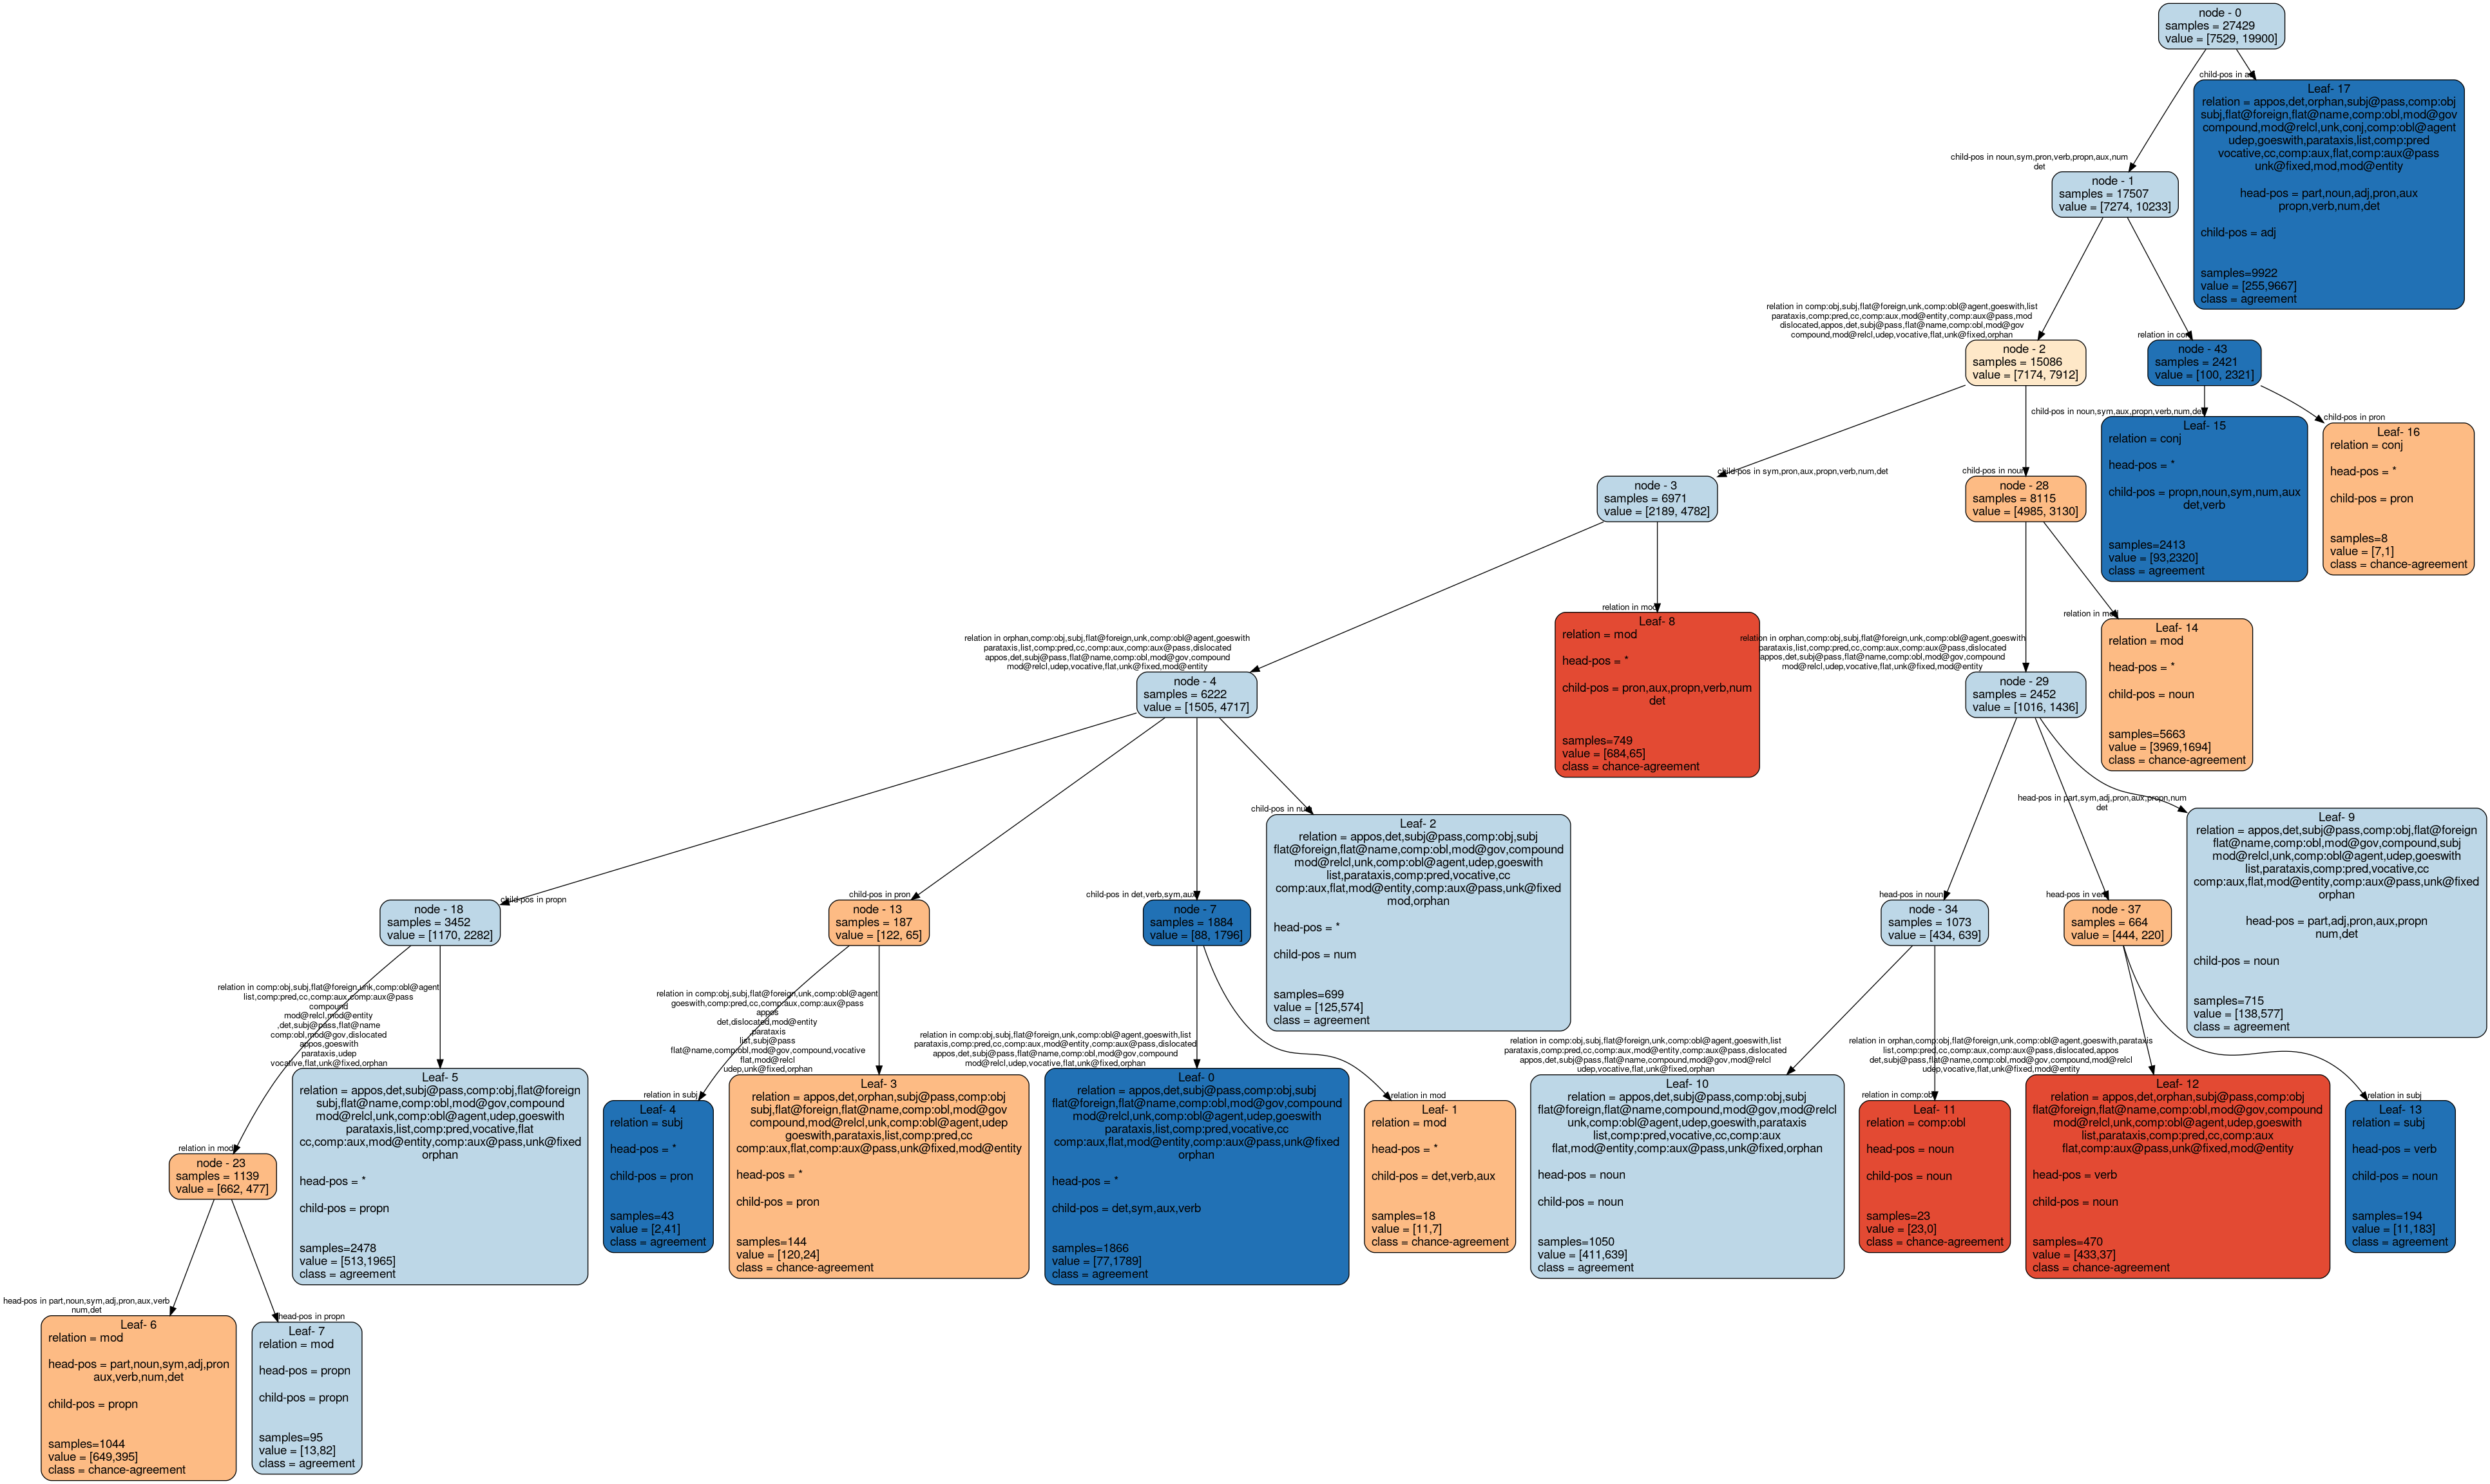 node - 0
samples = 27429
value = [7529, 19900]
child-pos in
Leaf- 17
relation = appos,det,orphan,subj@pass,comp:obj
subj,flat@foreign,flat@name,comp:obl,mod@gov
compound,mod@relcl,unk,conj,comp:obl@agent
udep,goeswith,parataxis,list,comp:pred
vocative,cc,comp:aux,flat,comp:aux@pass
unk@fixed,mod,mod@entity
head-pos = part,noun,adj,pron,aux
propn,verb,num,det
child-pos = adj
samples=9922
value = [255,9667]
class = agreement
child-pos in noun,sym,pron,verb,propn,aux,num
det
node - 1
samples = 17507
value = [7274, 10233]
relation in comp:obj,subj,flat@foreign,unk,comp:obl@agent,goeswith,list
parataxis,comp:pred,cc,comp:aux,mod@entity,comp:aux@pass,mod
dislocated,appos,det,subj@pass,flat@name,comp:obl,mod@gov
compound,mod@relcl,udep,vocative,flat,unk@fixed,orphan
node - 2
samples = 15086
value = [7174, 7912]
relation in conj
node - 43
samples = 2421
value = [100, 2321]
child-pos in noun,sym,aux,propn,verb,num,det
Leaf- 15
relation = conj
head-pos = *
child-pos = propn,noun,sym,num,aux
det,verb
samples=2413
value = [93,2320]
class = agreement
child-pos in pron
Leaf- 16
relation = conj
head-pos = *
child-pos = pron
samples=8
value = [7,1]
class = chance-agreement
child-pos in sym,pron,aux,propn,verb,num,det
node - 3
samples = 6971
value = [2189, 4782]
child-pos in noun
node - 28
samples = 8115
value = [4985, 3130]
relation in orphan,comp:obj,subj,flat@foreign,unk,comp:obl@agent,goeswith
parataxis,list,comp:pred,cc,comp:aux,comp:aux@pass,dislocated
appos,det,subj@pass,flat@name,comp:obl,mod@gov,compound
mod@relcl,udep,vocative,flat,unk@fixed,mod@entity
node - 4
samples = 6222
value = [1505, 4717]
relation in mod
Leaf- 8
relation = mod
head-pos = *
child-pos = pron,aux,propn,verb,num
det
samples=749
value = [684,65]
class = chance-agreement
relation in orphan,comp:obj,subj,flat@foreign,unk,comp:obl@agent,goeswith
parataxis,list,comp:pred,cc,comp:aux,comp:aux@pass,dislocated
appos,det,subj@pass,flat@name,comp:obl,mod@gov,compound
mod@relcl,udep,vocative,flat,unk@fixed,mod@entity
node - 29
samples = 2452
value = [1016, 1436]
relation in mod
Leaf- 14
relation = mod
head-pos = *
child-pos = noun
samples=5663
value = [3969,1694]
class = chance-agreement
child-pos in propn
node - 18
samples = 3452
value = [1170, 2282]
child-pos in pron
node - 13
samples = 187
value = [122, 65]
child-pos in det,verb,sym,aux
node - 7
samples = 1884
value = [88, 1796]
child-pos in num
Leaf- 2
relation = appos,det,subj@pass,comp:obj,subj
flat@foreign,flat@name,comp:obl,mod@gov,compound
mod@relcl,unk,comp:obl@agent,udep,goeswith
list,parataxis,comp:pred,vocative,cc
comp:aux,flat,mod@entity,comp:aux@pass,unk@fixed
mod,orphan
head-pos = *
child-pos = num
samples=699
value = [125,574]
class = agreement
head-pos in noun
node - 34
samples = 1073
value = [434, 639]
head-pos in verb
node - 37
samples = 664
value = [444, 220]
head-pos in part,sym,adj,pron,aux,propn,num
det
Leaf- 9
relation = appos,det,subj@pass,comp:obj,flat@foreign
flat@name,comp:obl,mod@gov,compound,subj
mod@relcl,unk,comp:obl@agent,udep,goeswith
list,parataxis,comp:pred,vocative,cc
comp:aux,flat,mod@entity,comp:aux@pass,unk@fixed
orphan
head-pos = part,adj,pron,aux,propn
num,det
child-pos = noun
samples=715
value = [138,577]
class = agreement
relation in comp:obj,subj,flat@foreign,unk,comp:obl@agent
list,comp:pred,cc,comp:aux,comp:aux@pass
compound
mod@relcl,mod@entity
,det,subj@pass,flat@name
comp:obl,mod@gov,dislocated
appos,goeswith
parataxis,udep
vocative,flat,unk@fixed,orphan
Leaf- 5
relation = appos,det,subj@pass,comp:obj,flat@foreign
subj,flat@name,comp:obl,mod@gov,compound
mod@relcl,unk,comp:obl@agent,udep,goeswith
parataxis,list,comp:pred,vocative,flat
cc,comp:aux,mod@entity,comp:aux@pass,unk@fixed
orphan
head-pos = *
child-pos = propn
samples=2478
value = [513,1965]
class = agreement
relation in mod
node - 23
samples = 1139
value = [662, 477]
relation in subj
Leaf- 4
relation = subj
head-pos = *
child-pos = pron
samples=43
value = [2,41]
class = agreement
relation in comp:obj,subj,flat@foreign,unk,comp:obl@agent
goeswith,comp:pred,cc,comp:aux,comp:aux@pass
appos
det,dislocated,mod@entity
parataxis
list,subj@pass
flat@name,comp:obl,mod@gov,compound,vocative
flat,mod@relcl
udep,unk@fixed,orphan
Leaf- 3
relation = appos,det,orphan,subj@pass,comp:obj
subj,flat@foreign,flat@name,comp:obl,mod@gov
compound,mod@relcl,unk,comp:obl@agent,udep
goeswith,parataxis,list,comp:pred,cc
comp:aux,flat,comp:aux@pass,unk@fixed,mod@entity
head-pos = *
child-pos = pron
samples=144
value = [120,24]
class = chance-agreement
relation in comp:obj,subj,flat@foreign,unk,comp:obl@agent,goeswith,list
parataxis,comp:pred,cc,comp:aux,mod@entity,comp:aux@pass,dislocated
appos,det,subj@pass,flat@name,comp:obl,mod@gov,compound
mod@relcl,udep,vocative,flat,unk@fixed,orphan
Leaf- 0
relation = appos,det,subj@pass,comp:obj,subj
flat@foreign,flat@name,comp:obl,mod@gov,compound
mod@relcl,unk,comp:obl@agent,udep,goeswith
parataxis,list,comp:pred,vocative,cc
comp:aux,flat,mod@entity,comp:aux@pass,unk@fixed
orphan
head-pos = *
child-pos = det,sym,aux,verb
samples=1866
value = [77,1789]
class = agreement
relation in mod
Leaf- 1
relation = mod
head-pos = *
child-pos = det,verb,aux
samples=18
value = [11,7]
class = chance-agreement
relation in comp:obj,subj,flat@foreign,unk,comp:obl@agent,goeswith,list
parataxis,comp:pred,cc,comp:aux,mod@entity,comp:aux@pass,dislocated
appos,det,subj@pass,flat@name,compound,mod@gov,mod@relcl
udep,vocative,flat,unk@fixed,orphan
Leaf- 10
relation = appos,det,subj@pass,comp:obj,subj
flat@foreign,flat@name,compound,mod@gov,mod@relcl
unk,comp:obl@agent,udep,goeswith,parataxis
list,comp:pred,vocative,cc,comp:aux
flat,mod@entity,comp:aux@pass,unk@fixed,orphan
head-pos = noun
child-pos = noun
samples=1050
value = [411,639]
class = agreement
relation in comp:obl
Leaf- 11
relation = comp:obl
head-pos = noun
child-pos = noun
samples=23
value = [23,0]
class = chance-agreement
relation in orphan,comp:obj,flat@foreign,unk,comp:obl@agent,goeswith,parataxis
list,comp:pred,cc,comp:aux,comp:aux@pass,dislocated,appos
det,subj@pass,flat@name,comp:obl,mod@gov,compound,mod@relcl
udep,vocative,flat,unk@fixed,mod@entity
Leaf- 12
relation = appos,det,orphan,subj@pass,comp:obj
flat@foreign,flat@name,comp:obl,mod@gov,compound
mod@relcl,unk,comp:obl@agent,udep,goeswith
list,parataxis,comp:pred,cc,comp:aux
flat,comp:aux@pass,unk@fixed,mod@entity
head-pos = verb
child-pos = noun
samples=470
value = [433,37]
class = chance-agreement
relation in subj
Leaf- 13
relation = subj
head-pos = verb
child-pos = noun
samples=194
value = [11,183]
class = agreement
head-pos in part,noun,sym,adj,pron,aux,verb
num,det
Leaf- 6
relation = mod
head-pos = part,noun,sym,adj,pron
aux,verb,num,det
child-pos = propn
samples=1044
value = [649,395]
class = chance-agreement
head-pos in propn
Leaf- 7
relation = mod
head-pos = propn
child-pos = propn
samples=95
value = [13,82]
class = agreement